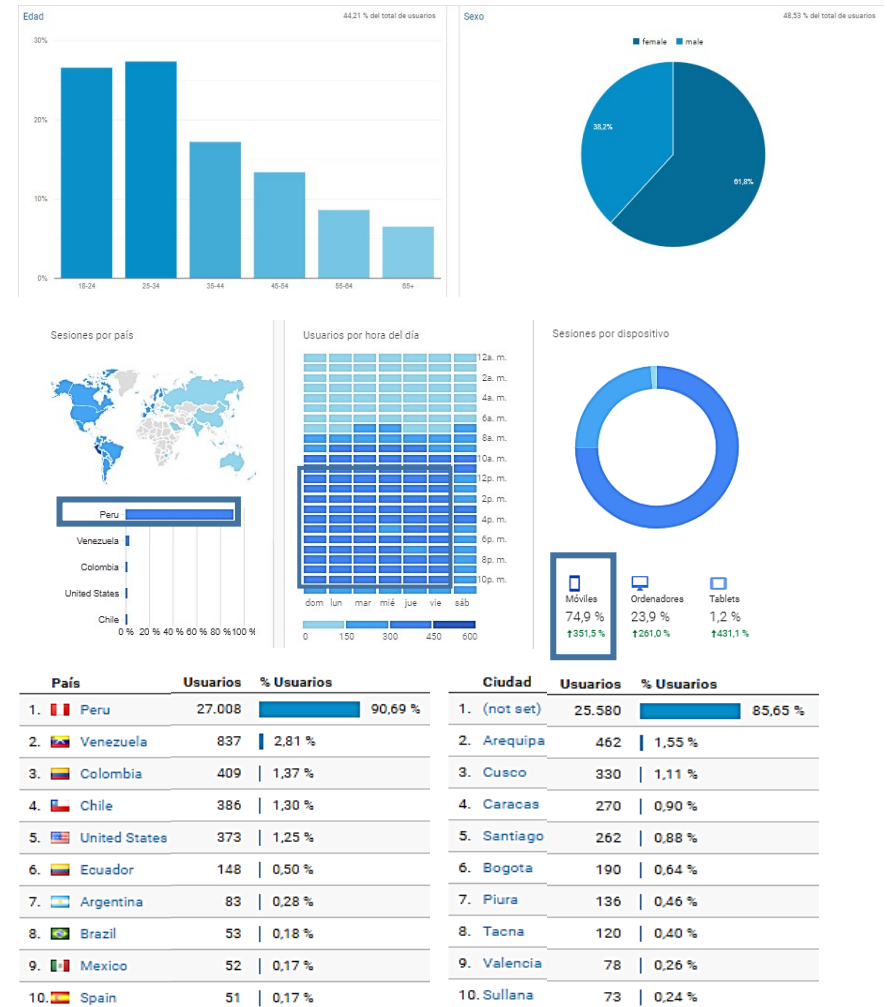 Edad
44,21 % del total de usuarios
30%
20%
10%
0%
18-24 25-34 35-44 45-54 55-64 65+
Sexo
48,53 % del total de usuarios
female male
38,2%
61,8%
Sesiones por país
Peru
Venezuela
Colombia
United States
Chile
0 % 20 % 40 % 60 % 80 % 100 %
Usuarios por hora del día
12a. m.
2a. m.
4a. m.
6a. m.
8a. m.
10a. m.
12p. m.
2p. m.
4p. m.
6p. m.
8p. m.
10p. m.
dom lun mar mié jue vie sáb
0 150 300 450 600
Sesiones por dispositivo
Móviles Ordenadores Tablets
74,9 % 23,9 % 1,2 %
↑351,5 % ↑261,0 % ↑431,1 %
País Usuarios % Usuarios
1. Peru 27.008 90,69 %
2. Venezuela 837 2,81 %
3. Colombia 409 1,37 %
4. Chile 386 1,30 %
5. United States 373 1,25 %
6. Ecuador 148 0,50 %
7. Argentina 83 0,28 %
8. Brazil 53 0,18 %
9. Mexico 52 0,17 %
10. Spain 51 0,17 %
Ciudad Usuarios % Usuarios
1. (not set) 25.580 85,65 %
2. Arequipa 462 1,55 %
3. Cusco 330 1,11 %
4. Caracas 270 0,90 %
5. Santiago 262 0,88 %
6. Bogota 190 0,64 %
7. Piura 136 0,46 %
8. Tacna 120 0,40 %
9. Valencia 78 0,26 %
10. Sullana 73 0,24 %